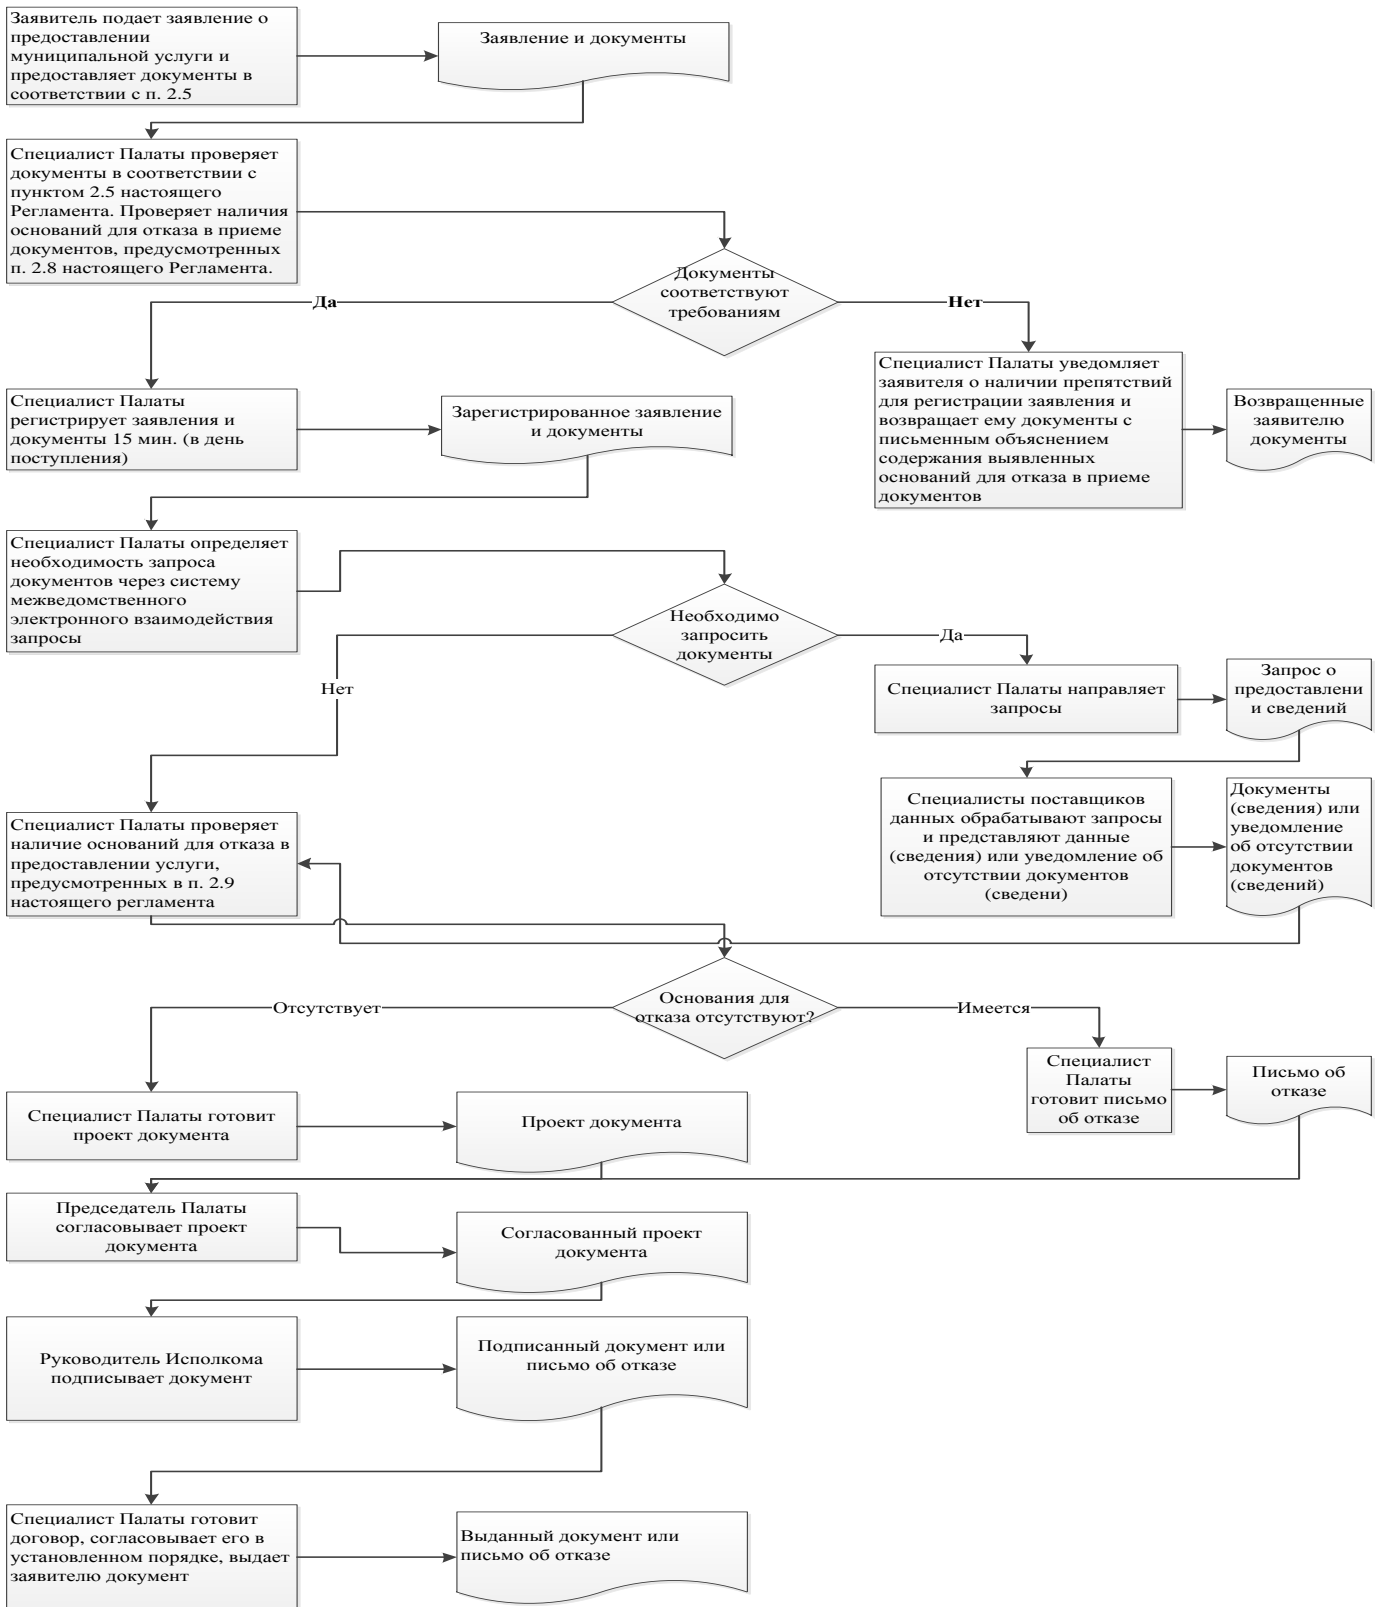 Заявитель подает заявление о
предоставлении
муниципальной услуги и
предоставляет документы в
соответствии с п. 2.5
Заявление и документы
Специалист Палаты проверяет
документы в соответствии с
пунктом 2.5 настоящего
Регламента. Проверяет наличия
оснований для отказа в приеме
документов, предусмотренных
п. 2.8 настоящего Регламента.
Документы
соответствуют
требованиям
Да
Нет
Специалист Палаты
регистрирует заявления и
документы 15 мин. (в день
поступления)
Зарегистрированное заявление
и документы
Специалист Палаты уведомляет
заявителя о наличии препятствий
для регистрации заявления и
возвращает ему документы с
письменным объяснением
содержания выявленных
оснований для отказа в приеме
документов
Возвращенные
заявителю
документы
Специалист Палаты определяет
необходимость запроса
документов через систему
межведомственного
электронного взаимодействия
запросы
Необходимо
запросить
документы
Да
Нет
Специалист Палаты направляет
запросы
Запрос о
предоставлени
и сведений
Специалисты поставщиков
данных обрабатывают запросы
и представляют данные
(сведения) или уведомление об
отсутствии документов
(сведени)
Документы
(сведения) или
уведомление
об отсутствии
документов
(сведений)
Специалист Палаты проверяет
наличие оснований для отказа в
предоставлении услуги,
предусмотренных в п. 2.9
настоящего регламента
Основания для
отказа отсутствуют?
Отсутствует
Имеется
Специалист
Палаты
готовит письмо
об отказе
Письмо об
отказе
Специалист Палаты готовит
проект документа
Проект документа
Председатель Палаты
согласовывает проект
документа
Согласованный проект
документа
Руководитель Исполкома
подписывает документ
Подписанный документ или
письмо об отказе
Специалист Палаты готовит
договор, согласовывает его в
установленном порядке, выдает
заявителю документ
Выданный документ или
письмо об отказе